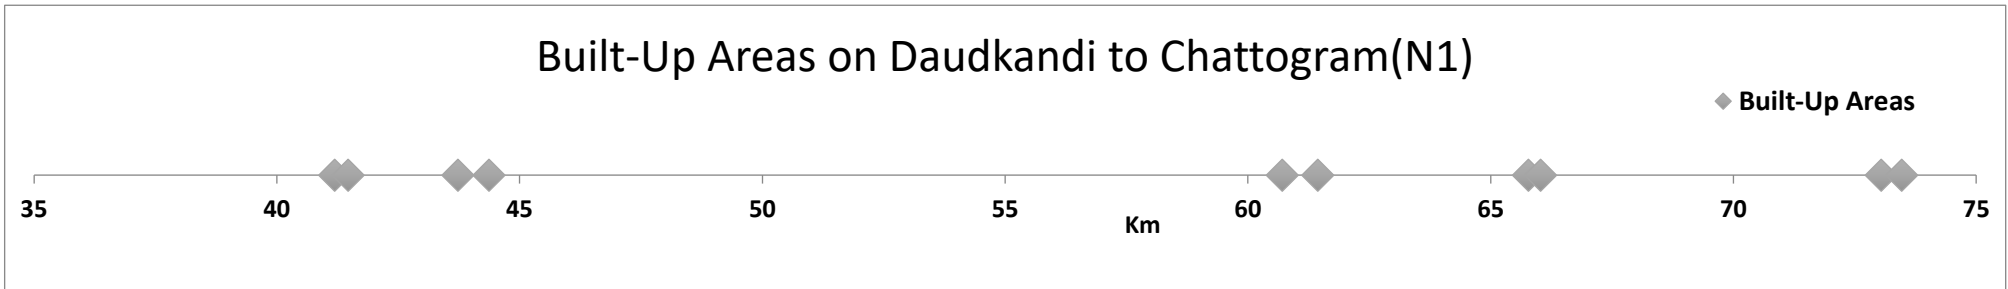 Built-Up Areas on Daudkandi to Chattogram(N1)
Built-Up Areas
35 40 45 50 55 60 65 70 75
Km